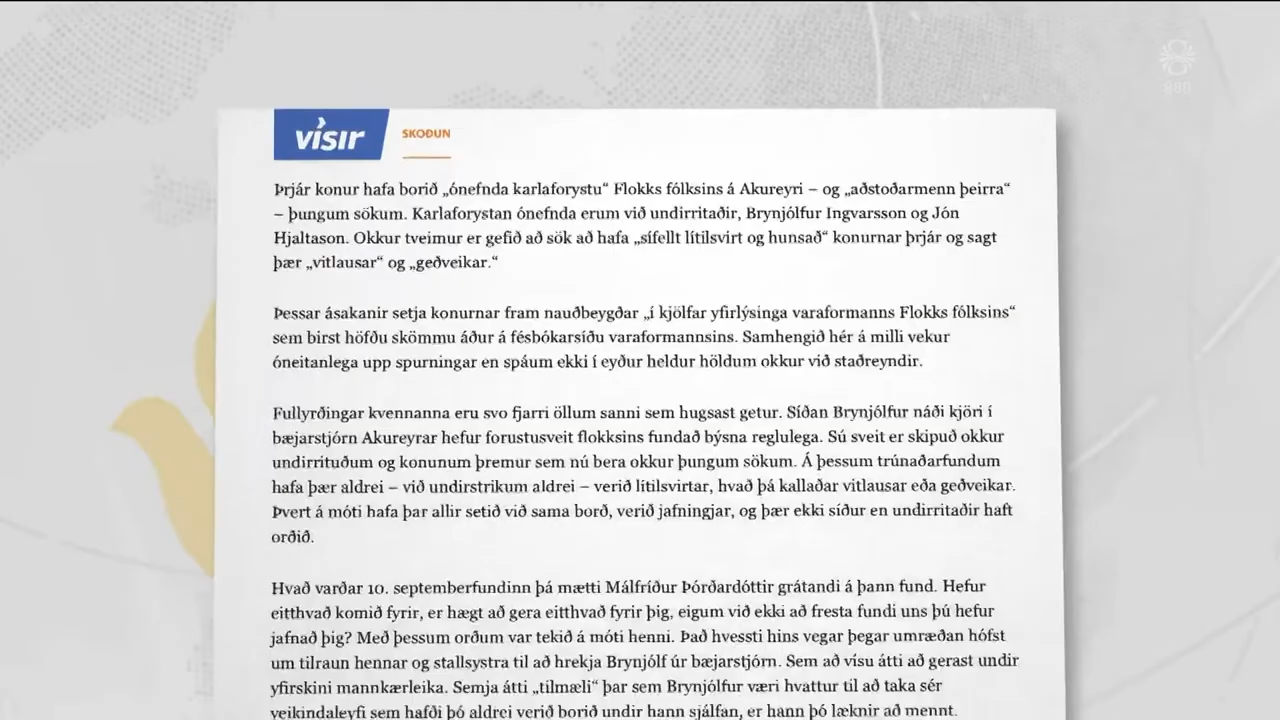 vísir
SKOÐUN
888
Þrjár konur hafa borið „ónefnda karlaforystu“ Flokks fólksins á Akureyri – og „aðstoðarmenn þeirra“
– þungum sökum. Karlaforystan ónefnda erum við undirritaðir, Brynjólfur Ingvarsson og Jón
Hjaltason. Okkur tveimur er gefið að sök að hafa „sífellt lítilsvirt og hunsað“ konurnar þrjár og sagt
þær „vitlausar“ og „geðveikar.“
Þessar ásakanir setja konurnar fram nauðbeygðar „í kjölfar yfirlýsinga varaformanns Flokks fólksins“
sem birst höfðu skömmu áður á fésbókarsíðu varaformannsins. Samhengið hér á milli vekur
óneitanlega upp spurningar en spáum ekki í eyður heldur höldum okkur við staðreyndir.
Fullyrðingar kvennanna eru svo fjarri öllum sanni sem hugsast getur. Síðan Brynjólfur náði kjöri í
bæjarstjórn Akureyrar hefur forustusveit flokksins fundað býsna reglulega. Sú sveit er skipuð okkur
undirrituðum og konunum þremur sem nú bera okkur þungum sökum. Á þessum trúnaðarfundum
hafa þær aldrei – við undirstrikum aldrei – verið lítilsvirtar, hvað þá kallaðar vitlausar eða geðveikar.
Þvert á móti hafa þar allir setið við sama borð, verið jafningjar, og þær ekki síður en undirritaðir haft
orðið.
Hvað varðar 10. septemberfundinn þá mætti Málfríður Þórðardóttir grátandi á þann fund. Hefur
eitthvað komið fyrir, er hægt að gera eitthvað fyrir þig, eigum við ekki að fresta fundi uns þú hefur
jafnað þig? Með þessum orðum var tekið á móti henni. Það hvessti hins vegar þegar umræðan hófst
um tilraun hennar og stallsystra til að hrekja Brynjólf úr bæjarstjórn. Sem að vísu átti að gerast undir
yfirskini mannkærleika. Semja átti „tilmæli“ þar sem Brynjólfur væri hvattur til að taka sér
veikindaleyfi sem hafði þó aldrei verið borið undir hann sjálfan, er hann þó læknir að mennt.